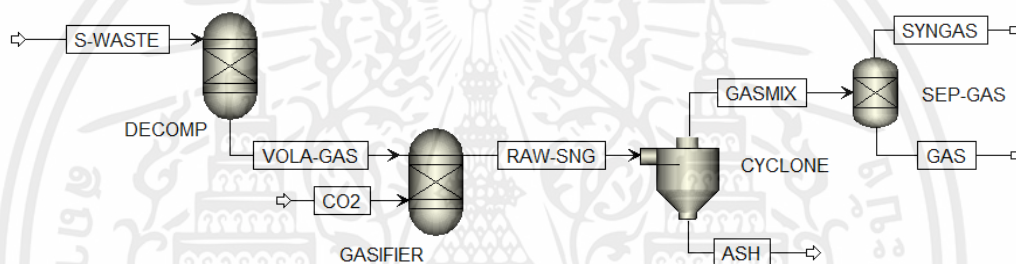 S-WASTE
DECOMP
VOLA-GAS
CO2
GASIFIER
RAW-SNG
CYCLONE
GASMIX
ASH
SYNGAS
SEP-GAS
GAS